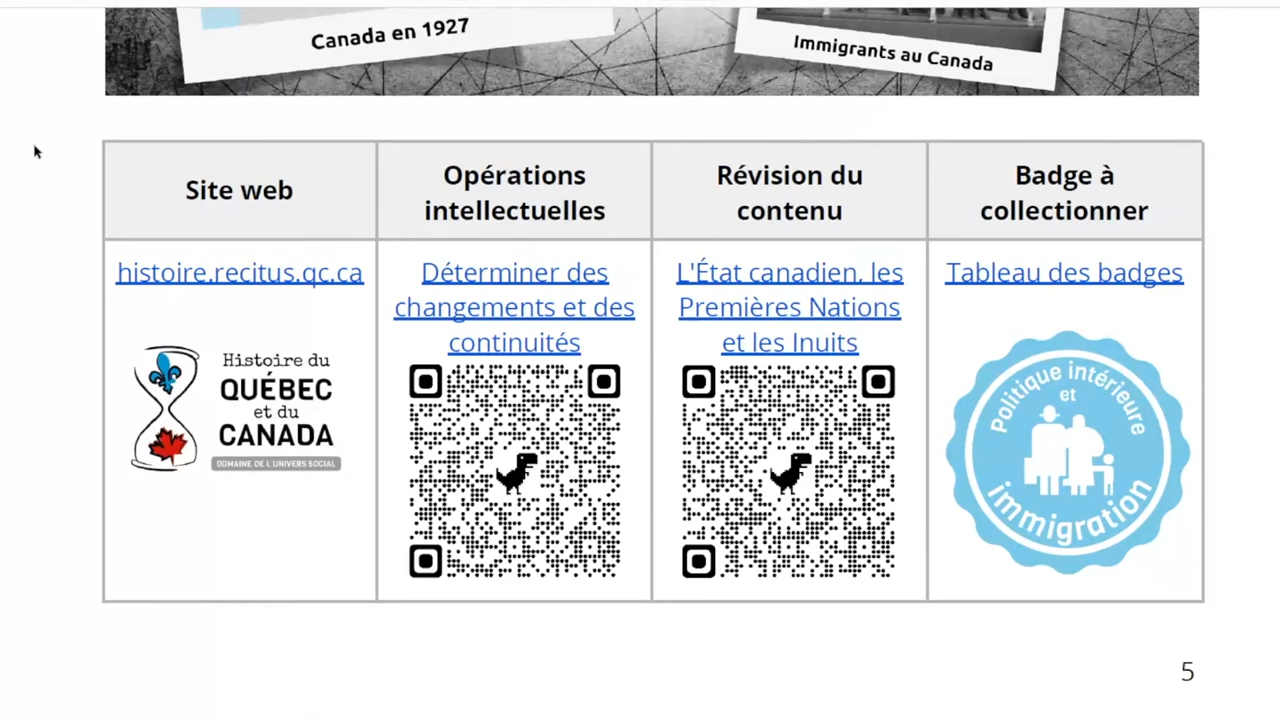 Canada en 1927
Immigrants au Canada
Site web
Opérations
intellectuelles
Révision du
contenu
Badge à
collectionner
histoire.recitus.qc.ca
Déterminer des
changements et des
continuités
L'État canadien, les
Premières Nations
et les Inuits
Tableau des badges
Histoire du
QUÉBEC
et du
CANADA
DOMAINE DE L'UNIVERS SOCIAL
Politique intérieure
et
immigration
5